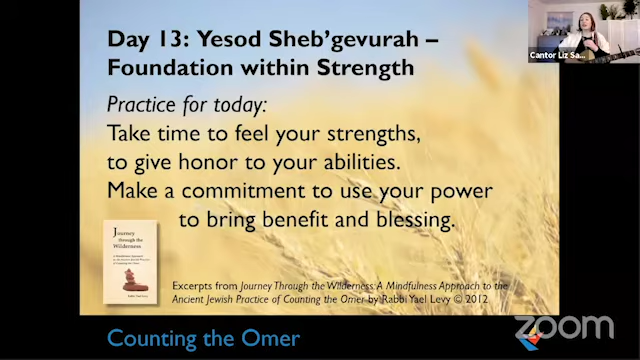 Day 13: Yesod Sheb'gevurah –
Foundation within Strength
Practice for today:
Take time to feel your strengths,
to give honor to your abilities.
Make a commitment to use your power
to bring benefit and blessing.
Journey
through the
Wilderness
Excerpts from Journey Through the Wilderness: A Mindfulness Approach to the
Ancient Jewish Practice of Counting the Omer by Rabbi Yael Levy © 2012
Counting the Omer
Cantor Liz Sa...
zoom